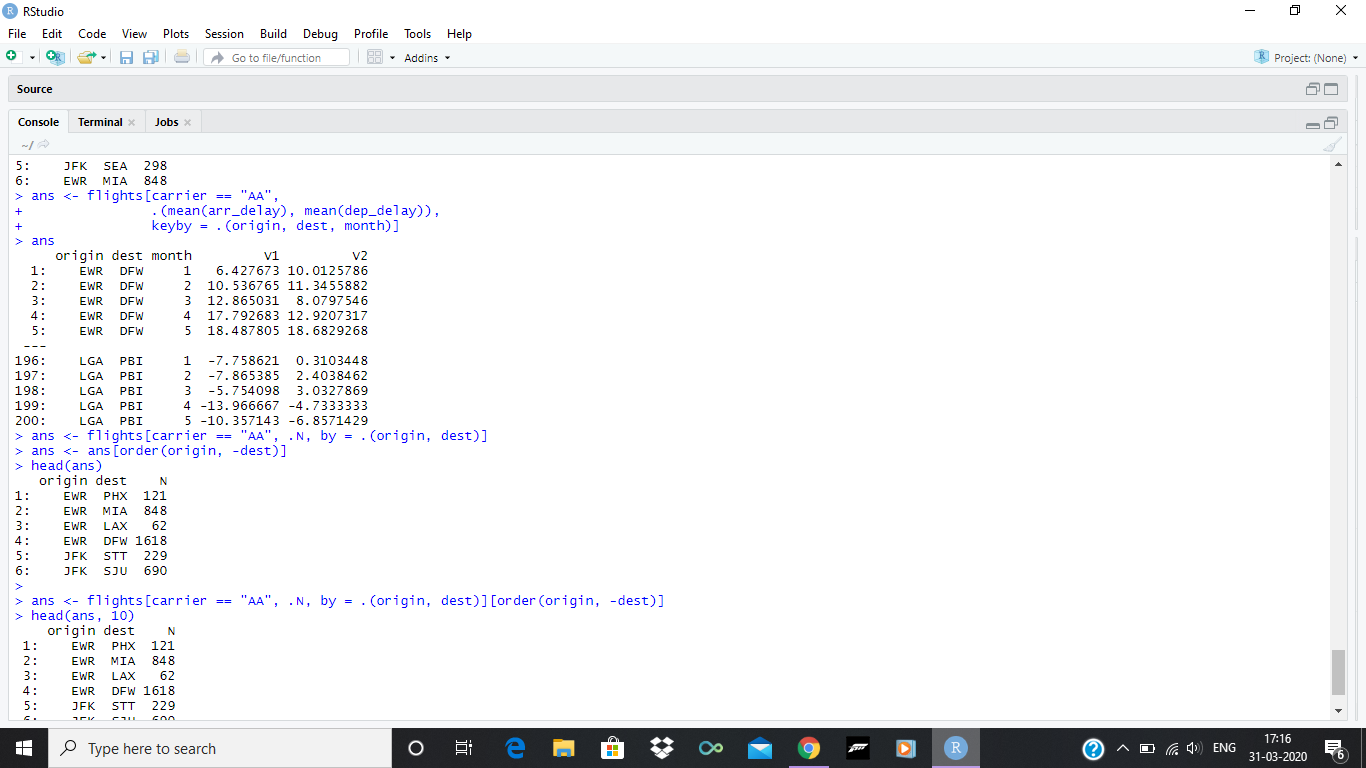 RStudio
File Edit Code View Plots Session Build Debug Profile Tools Help
Go to file/function Addins Project: (None)
Source
Console Terminal Jobs
~/
5: JFK SEA 298
6: EWR MIA 848
> ans <- flights[carrier == "AA",
+ .(mean(arr_delay), mean(dep_delay)),
+ keyby = .(origin, dest, month)]
> ans
origin dest month V1 V2
1: EWR DFW 1 6.427673 10.0125786
2: EWR DFW 2 10.536765 11.3455882
3: EWR DFW 3 12.865031 8.0797546
4: EWR DFW 4 17.792683 12.9207317
5: EWR DFW 5 18.487805 18.6829268
---
196: LGA PBI 1 -7.758621 0.3103448
197: LGA PBI 2 -7.865385 2.4038462
198: LGA PBI 3 -5.754098 3.0327869
199: LGA PBI 4 -13.966667 -4.7333333
200: LGA PBI 5 -10.357143 -6.8571429
> ans <- flights[carrier == "AA", .N, by = .(origin, dest)]
> ans <- ans[order(origin, -dest)]
> head(ans)
origin dest N
1: EWR PHX 121
2: EWR MIA 848
3: EWR LAX 62
4: EWR DFW 1618
5: JFK STT 229
6: JFK SJU 690
>
> ans <- flights[carrier == "AA", .N, by = .(origin, dest)][order(origin, -dest)]
> head(ans, 10)
origin dest N
1: EWR PHX 121
2: EWR MIA 848
3: EWR LAX 62
4: EWR DFW 1618
5: JFK STT 229
6: JFK SJU 690
Type here to search
ENG
17:16
31-03-2020
6